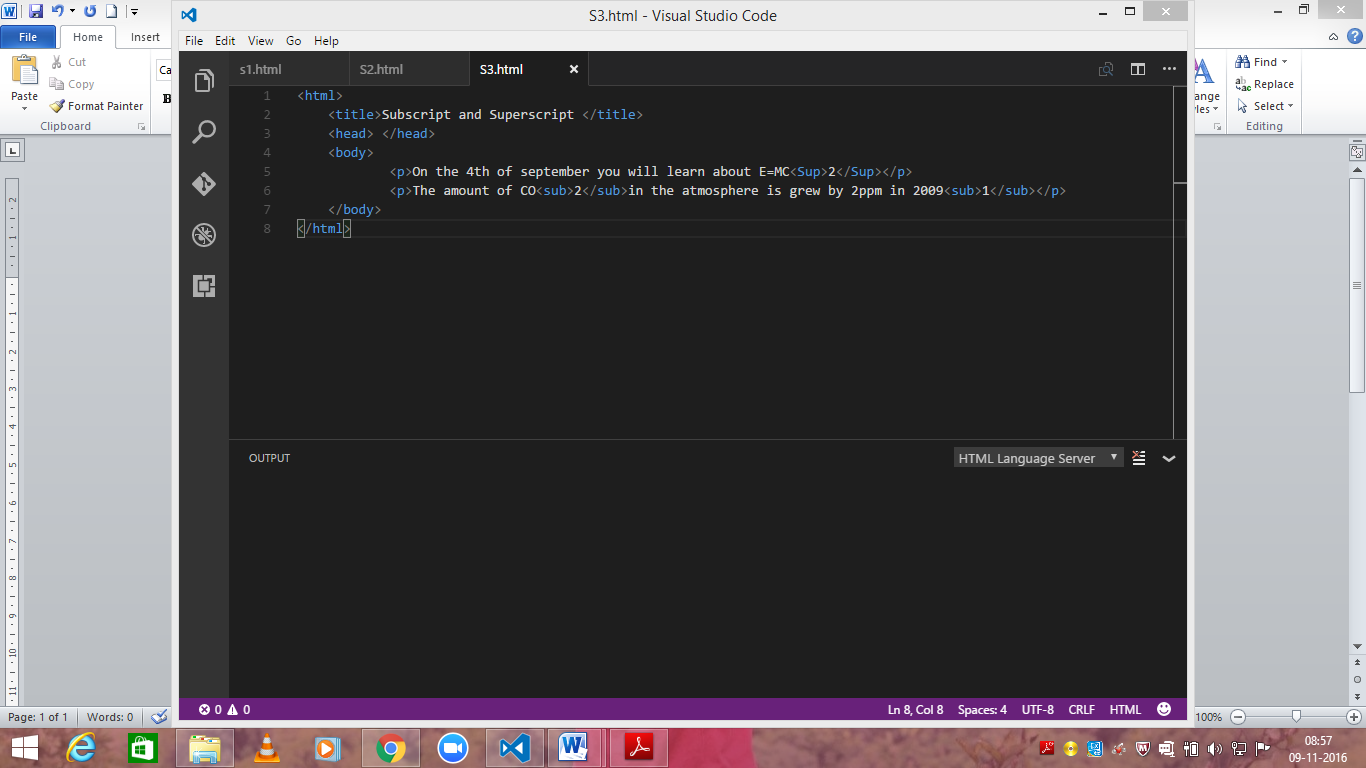 S3.html - Visual Studio Code
File Edit View Go Help
File Home Insert
Cut
Copy
Paste
Format Painter
Clipboard
Ca
B
Find
Replace
Select
Editing
s1.html S2.html S3.html
1 <html>
2 <title>Subscript and Superscript </title>
3 <head> </head>
4 <body>
5 <p>On the 4th of september you will learn about E=MC<Sup>2</Sup></p>
6 <p>The amount of CO<sub>2</sub>in the atmosphere is grew by 2ppm in 2009<sub>1</sub></p>
7 </body>
8 </html>
OUTPUT HTML Language Server
0 0 Ln 8, Col 8 Spaces: 4 UTF-8 CRLF HTML
Page: 1 of 1 Words: 0 100%
08:57
09-11-2016